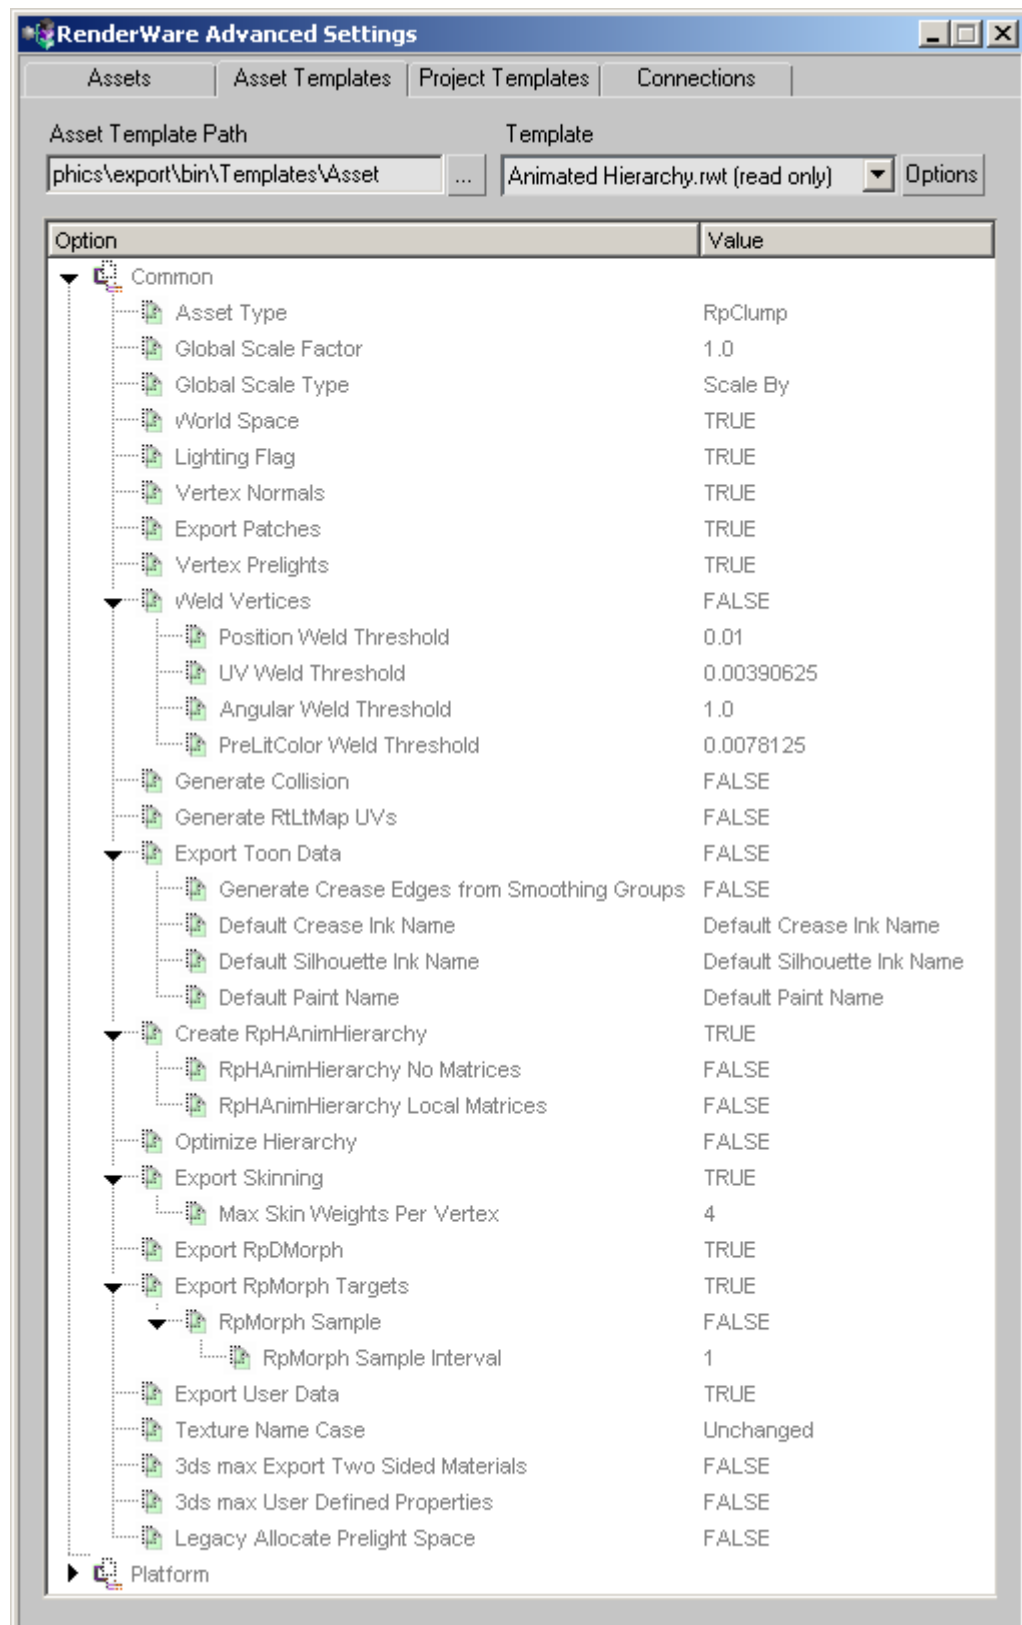 RenderWare Advanced Settings
Assets Asset Templates Project Templates Connections
Asset Template Path Template
phics\export\bin\Templates\Asset ... Animated Hierarchy.rwt (read only) Options
Option Value
Common
Asset Type RpClump
Global Scale Factor 1.0
Global Scale Type Scale By
World Space TRUE
Lighting Flag TRUE
Vertex Normals TRUE
Export Patches TRUE
Vertex Prelights TRUE
Weld Vertices FALSE
Position Weld Threshold 0.01
UV Weld Threshold 0.00390625
Angular Weld Threshold 1.0
PreLitColor Weld Threshold 0.0078125
Generate Collision FALSE
Generate RtLtMap UVs FALSE
Export Toon Data FALSE
Generate Crease Edges from Smoothing Groups FALSE
Default Crease Ink Name Default Crease Ink Name
Default Silhouette Ink Name Default Silhouette Ink Name
Default Paint Name Default Paint Name
Create RpHAnimHierarchy TRUE
RpHAnimHierarchy No Matrices FALSE
RpHAnimHierarchy Local Matrices FALSE
Optimize Hierarchy FALSE
Export Skinning TRUE
Max Skin Weights Per Vertex 4
Export RpDMorph TRUE
Export RpMorph Targets TRUE
RpMorph Sample FALSE
RpMorph Sample Interval 1
Export User Data TRUE
Texture Name Case Unchanged
3ds max Export Two Sided Materials FALSE
3ds max User Defined Properties FALSE
Legacy Allocate Prelight Space FALSE
Platform